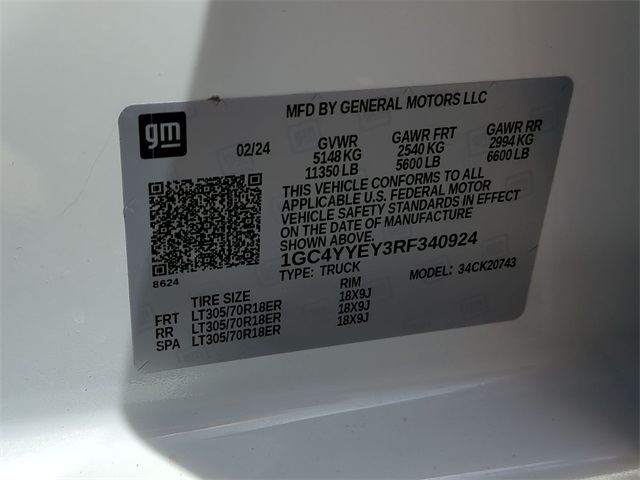 MFD BY GENERAL MOTORS LLC
gm
02/24 GVWR GAWR FRT GAWR RR
5148 KG 2540 KG 2994 KG
11350 LB 5600 LB 6600 LB
THIS VEHICLE CONFORMS TO ALL
APPLICABLE U.S. FEDERAL MOTOR
VEHICLE SAFETY STANDARDS IN EFFECT
ON THE DATE OF MANUFACTURE
SHOWN ABOVE.
1GC4YYEY3RF340924
8624
TYPE: TRUCK MODEL: 34CK20743
TIRE SIZE RIM
FRT LT305/70R18ER 18X9J
RR LT305/70R18ER 18X9J
SPA LT305/70R18ER 18X9J